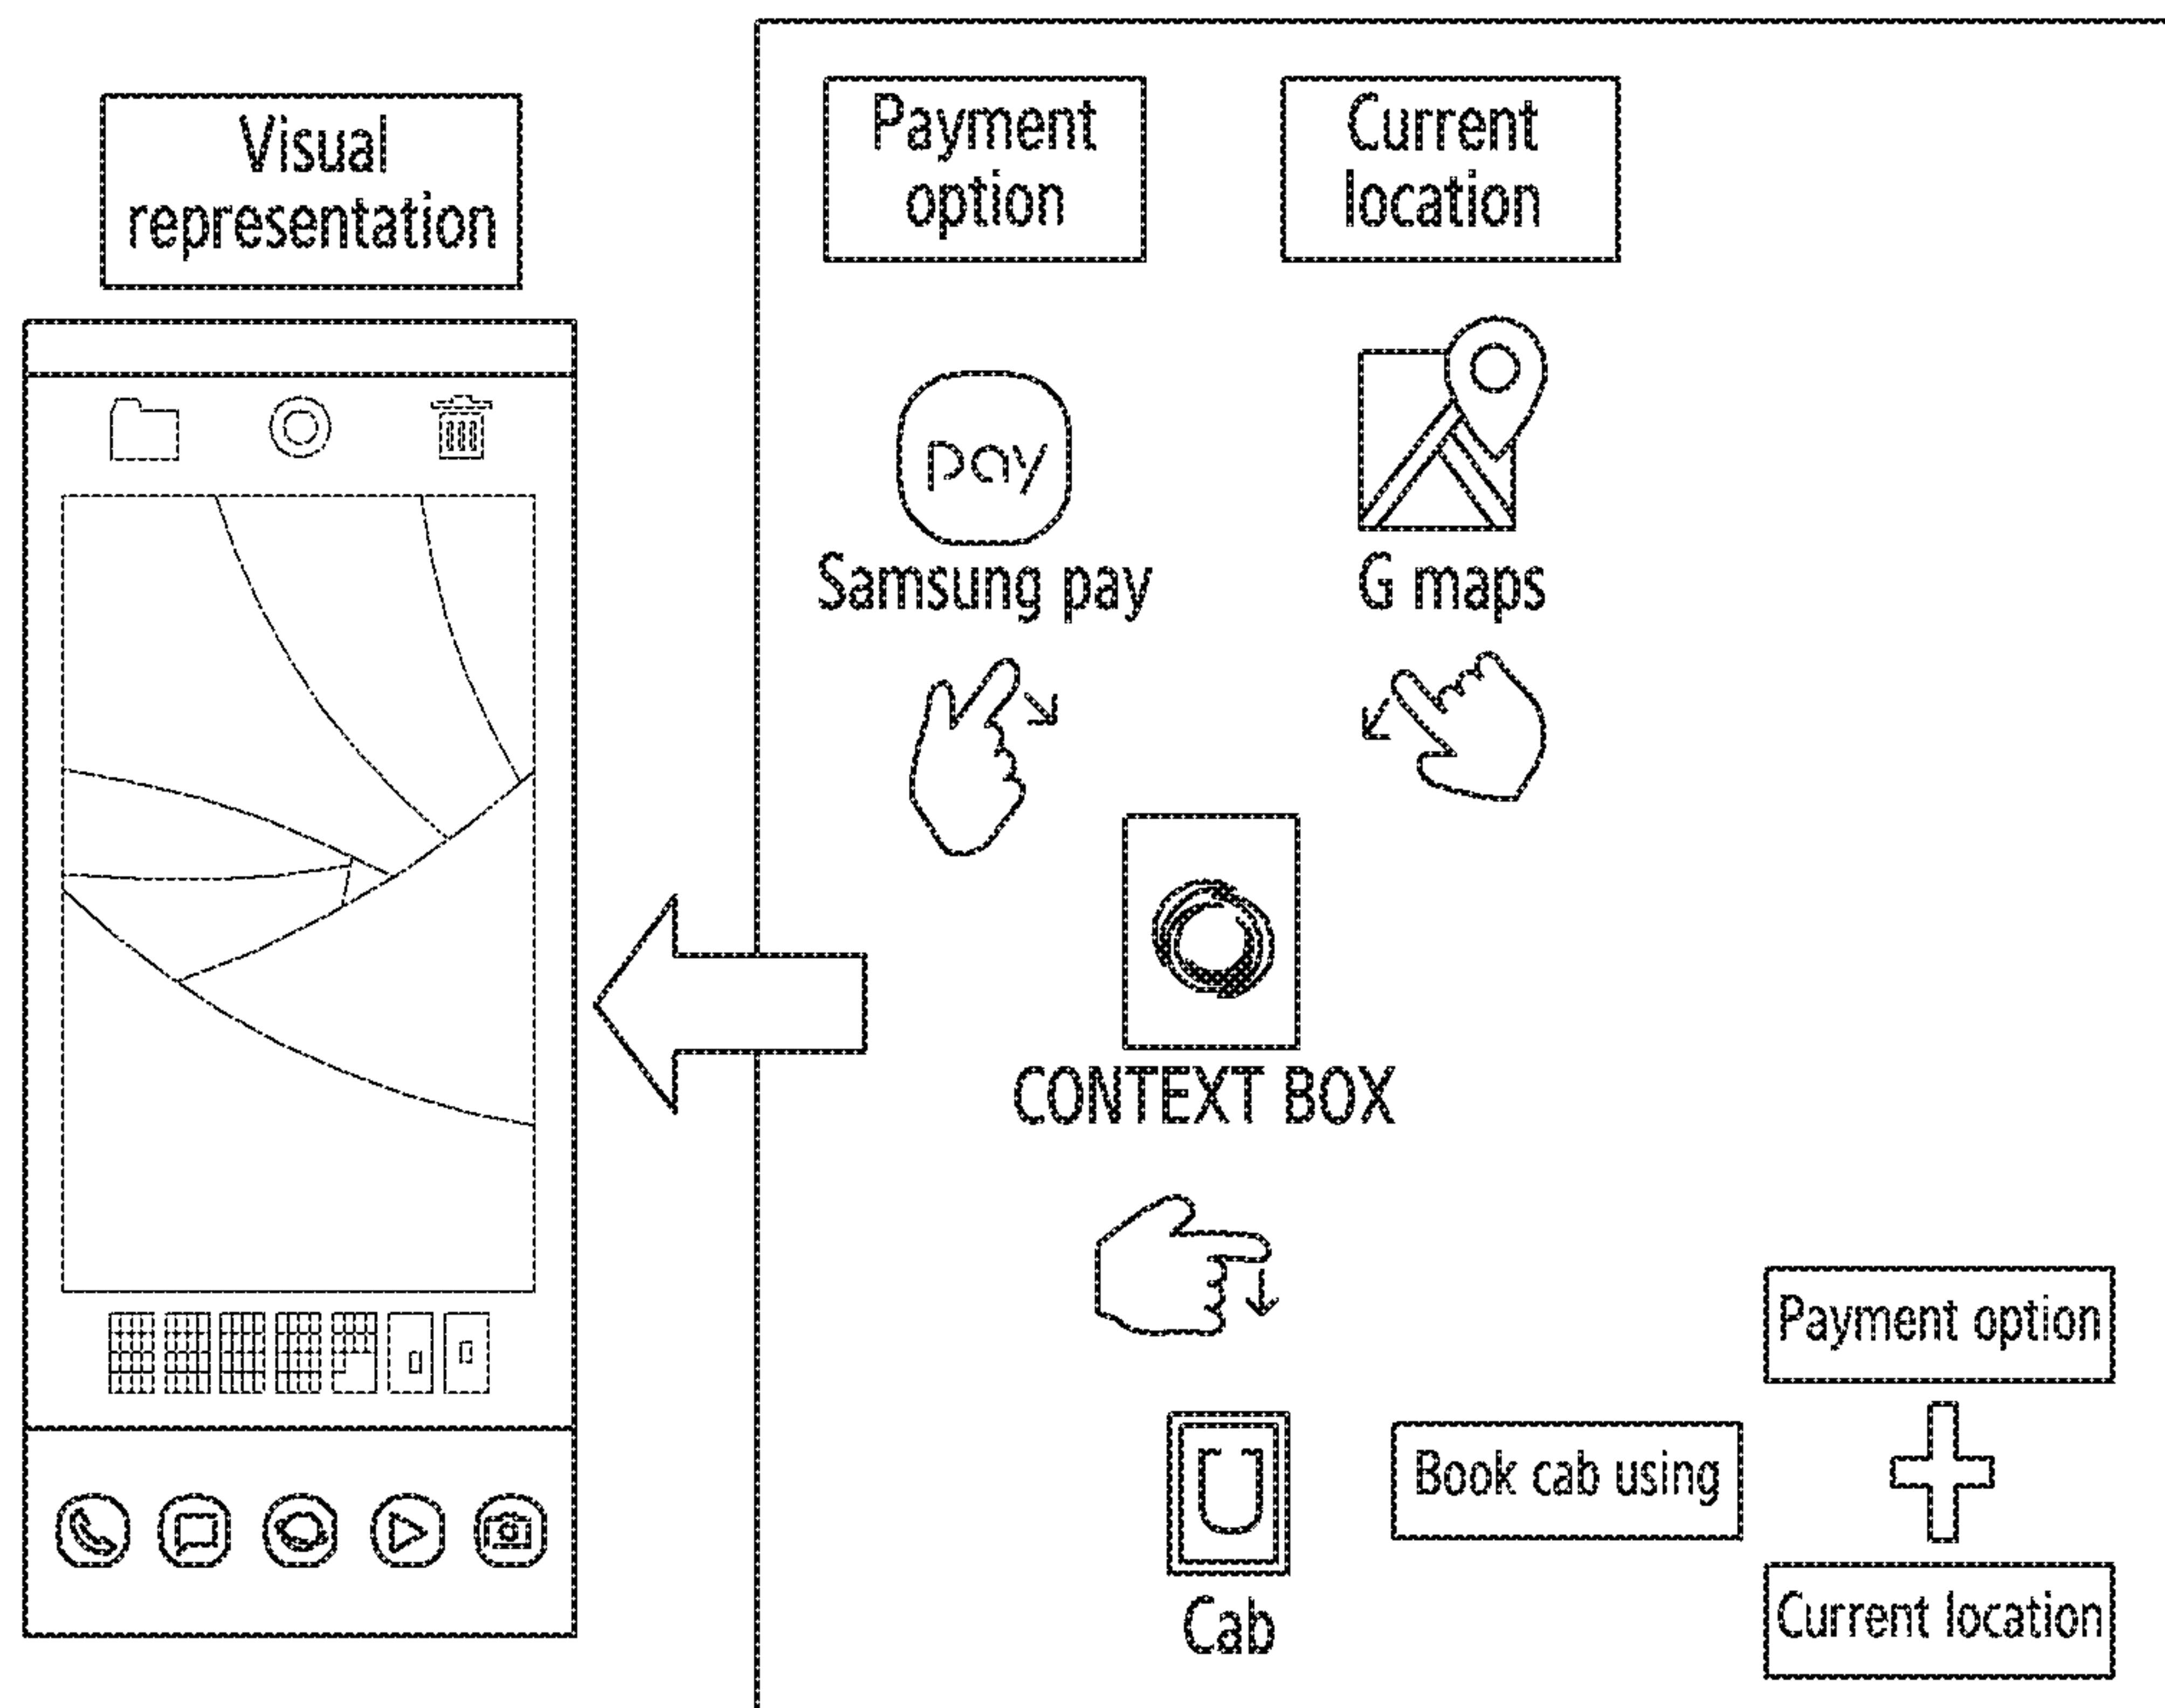 Visual
representation
Payment
option
Current
location
pay
Samsung pay
G maps
CONTEXT BOX
U
Cab
Book cab using
Payment option
Current location